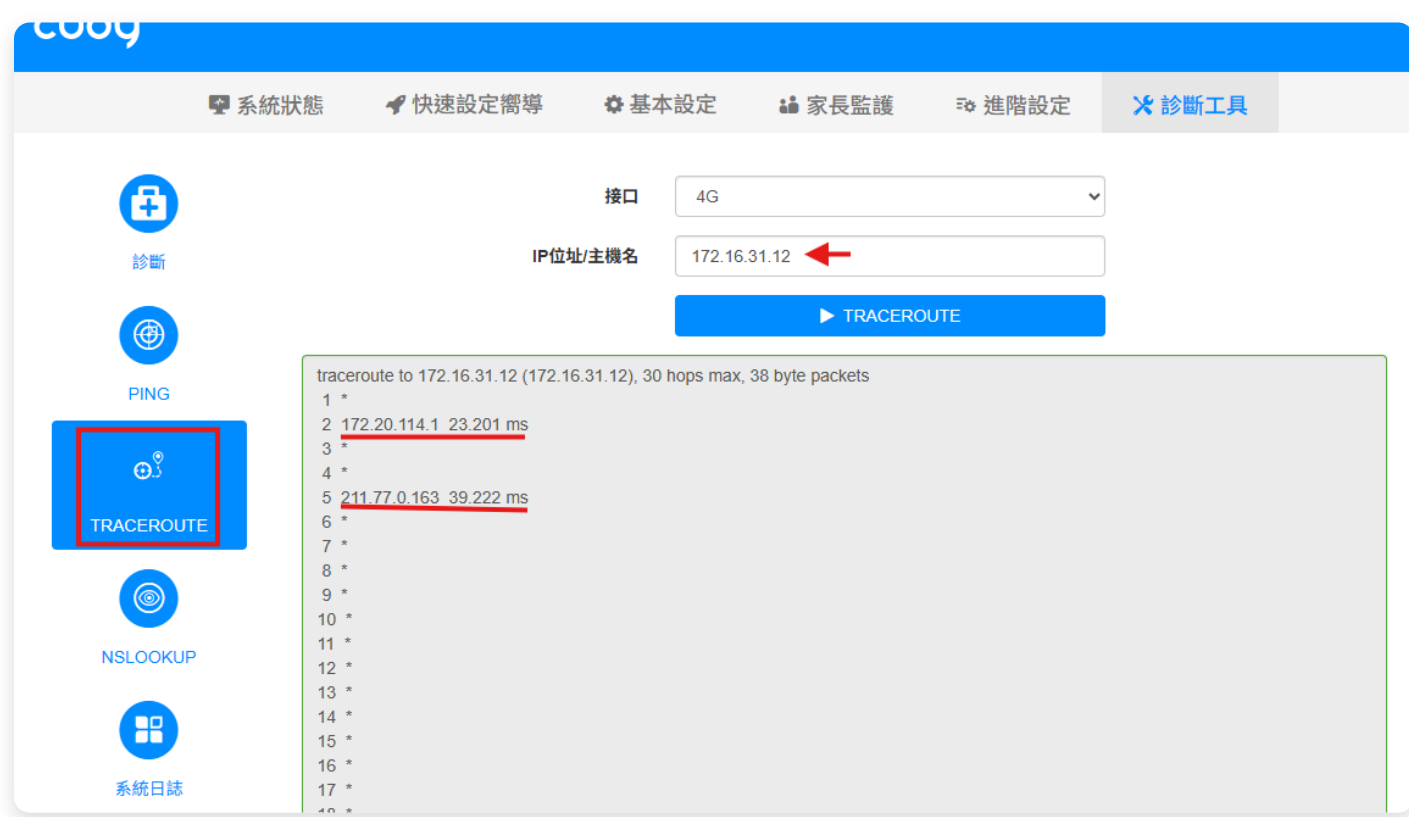 cudy
系統狀態 快速設定嚮導 基本設定 家長監護 進階設定 診斷工具
診斷
PING
TRACEROUTE
NSLOOKUP
系統日誌
接口 4G
IP位址/主機名 172.16.31.12
TRACEROUTE
traceroute to 172.16.31.12 (172.16.31.12), 30 hops max, 38 byte packets
1 *
2 172.20.114.1 23.201 ms
3 *
4 *
5 211.77.0.163 39.222 ms
6 *
7 *
8 *
9 *
10 *
11 *
12 *
13 *
14 *
15 *
16 *
17 *
18 *